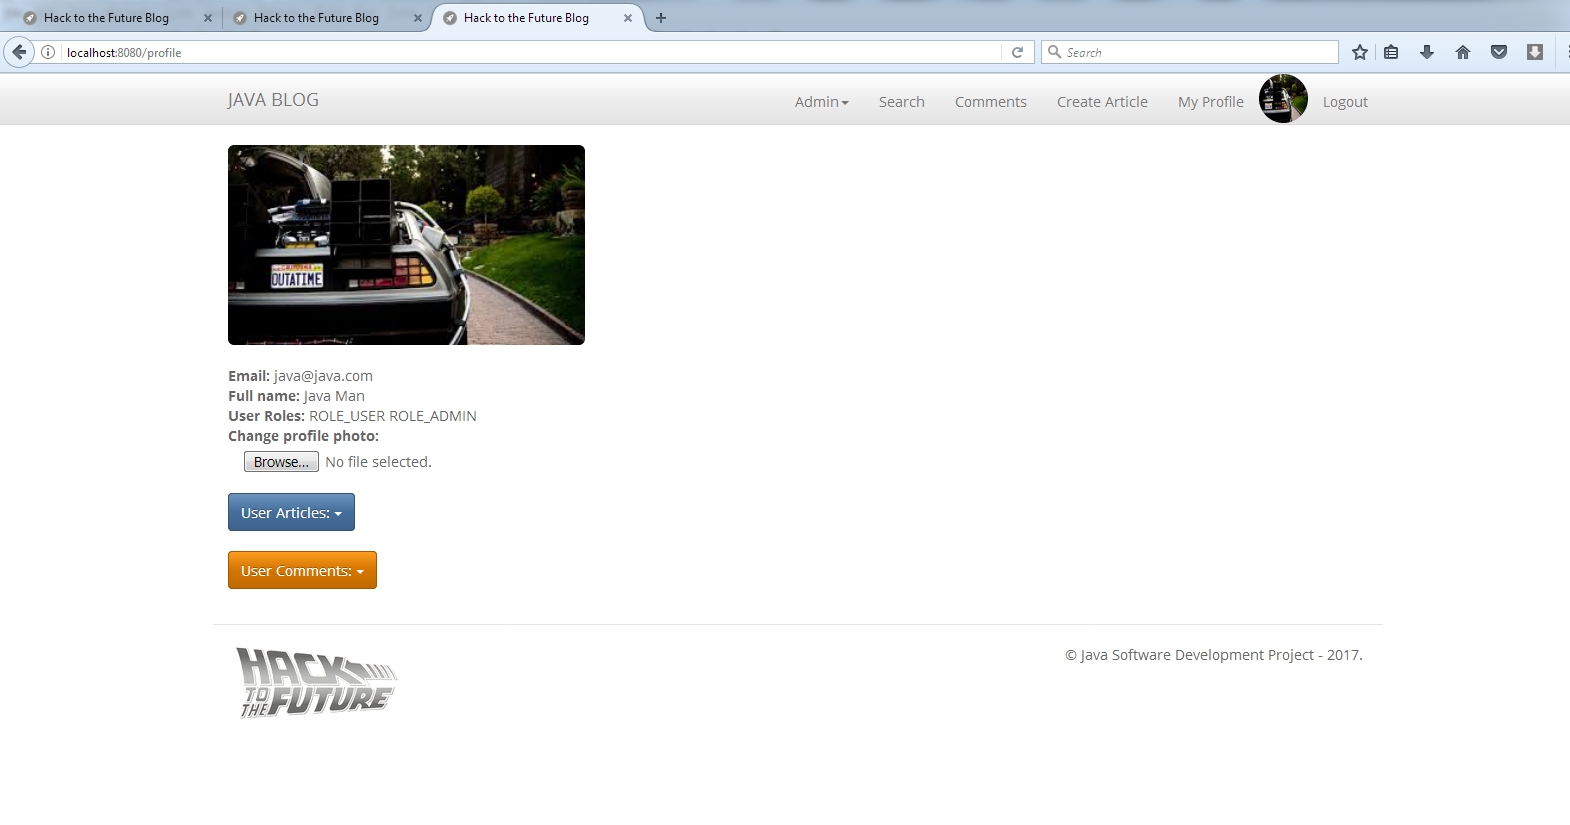 Hack to the Future Blog
Hack to the Future Blog
Hack to the Future Blog
localhost:8080/profile
Search
JAVA BLOG
Admin
Search
Comments
Create Article
My Profile
Logout
CALIFORNIA
OUTATIME
Email: java@java.com
Full name: Java Man
User Roles: ROLE_USER ROLE_ADMIN
Change profile photo:
Browse... No file selected.
User Articles:
User Comments:
HACK
TO
THE FUTURE
© Java Software Development Project - 2017.